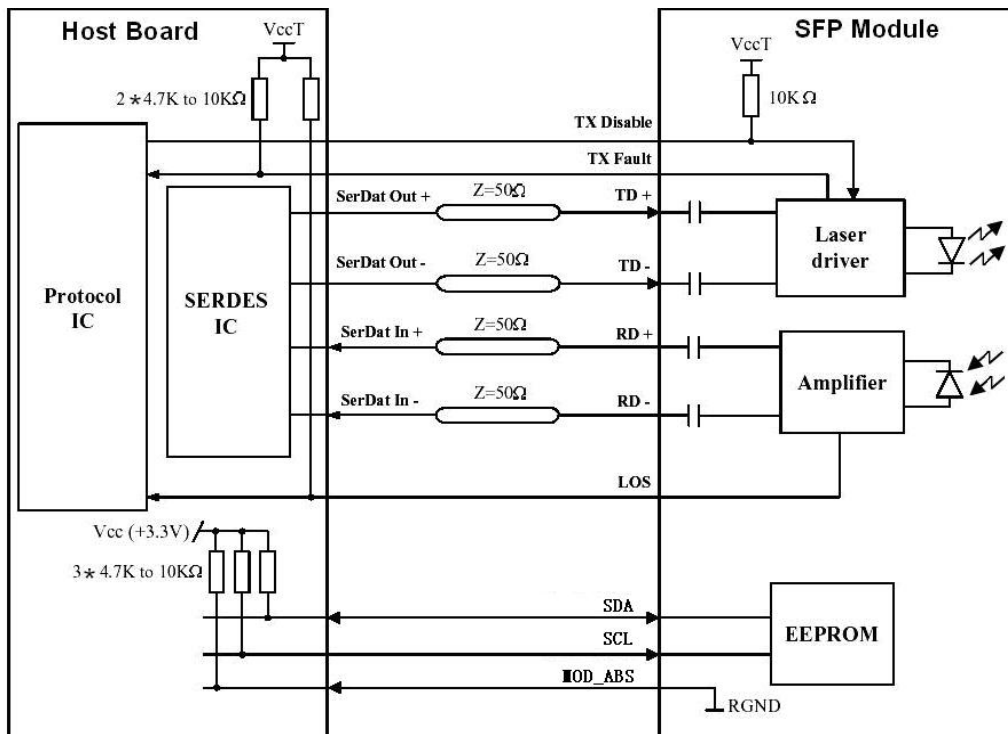 Host Board
SFP Module
VccT
VccT
2*4.7K to 10KΩ
10KΩ
TX Disable
TX Fault
SerDat Out +
Z=50Ω
TD +
Laser
driver
SerDat Out -
Z=50Ω
TD -
Protocol
IC
SERDES
IC
SerDat In +
Z=50Ω
RD +
Amplifier
SerDat In -
Z=50Ω
RD -
LOS
Vcc (+3.3V)
3*4.7K to 10KΩ
SDA
EEPROM
SCL
MOD_ABS
RGND